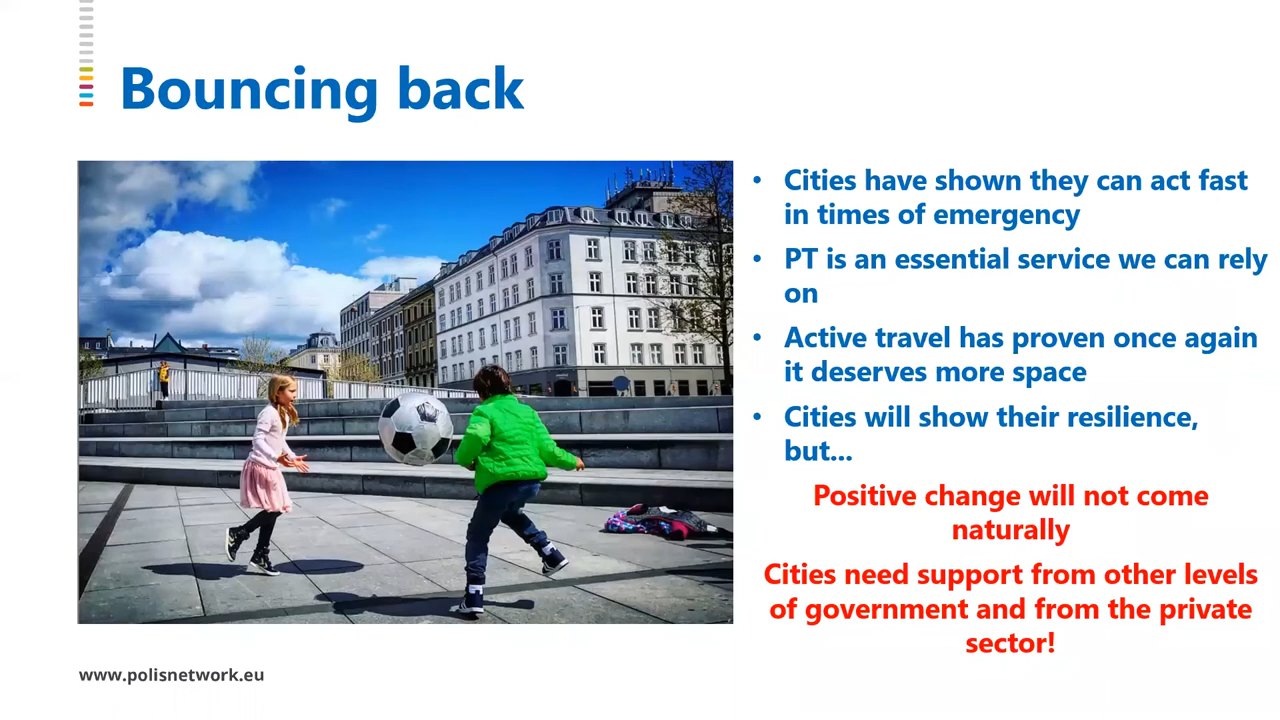 Bouncing back
• Cities have shown they can act fast
in times of emergency
• PT is an essential service we can rely
on
• Active travel has proven once again
it deserves more space
• Cities will show their resilience,
but...
Positive change will not come
naturally
Cities need support from other levels
of government and from the private
sector!
www.polisnetwork.eu